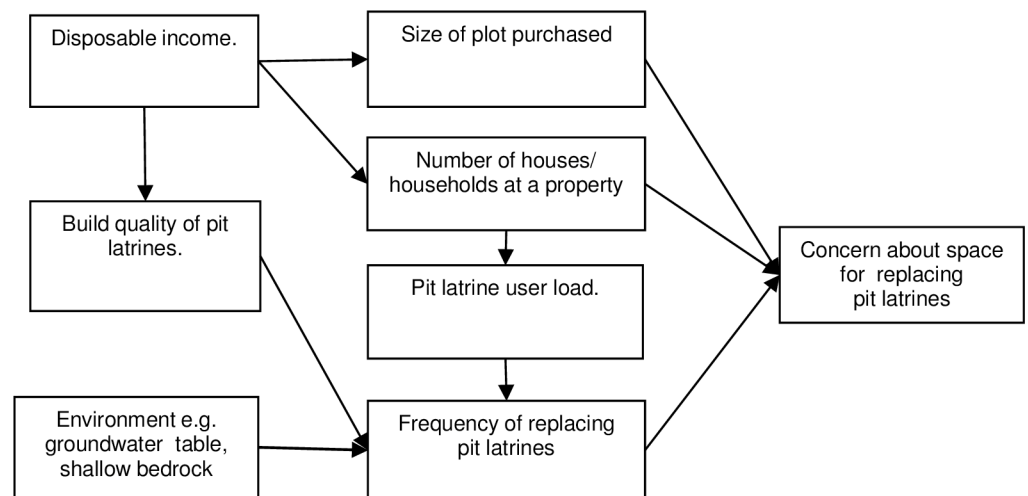 Disposable income.
Size of plot purchased
Number of houses/
households at a property
Build quality of pit
latrines.
Concern about space
for replacing
pit latrines
Pit latrine user load.
Environment e.g.
groundwater table,
shallow bedrock
Frequency of replacing
pit latrines